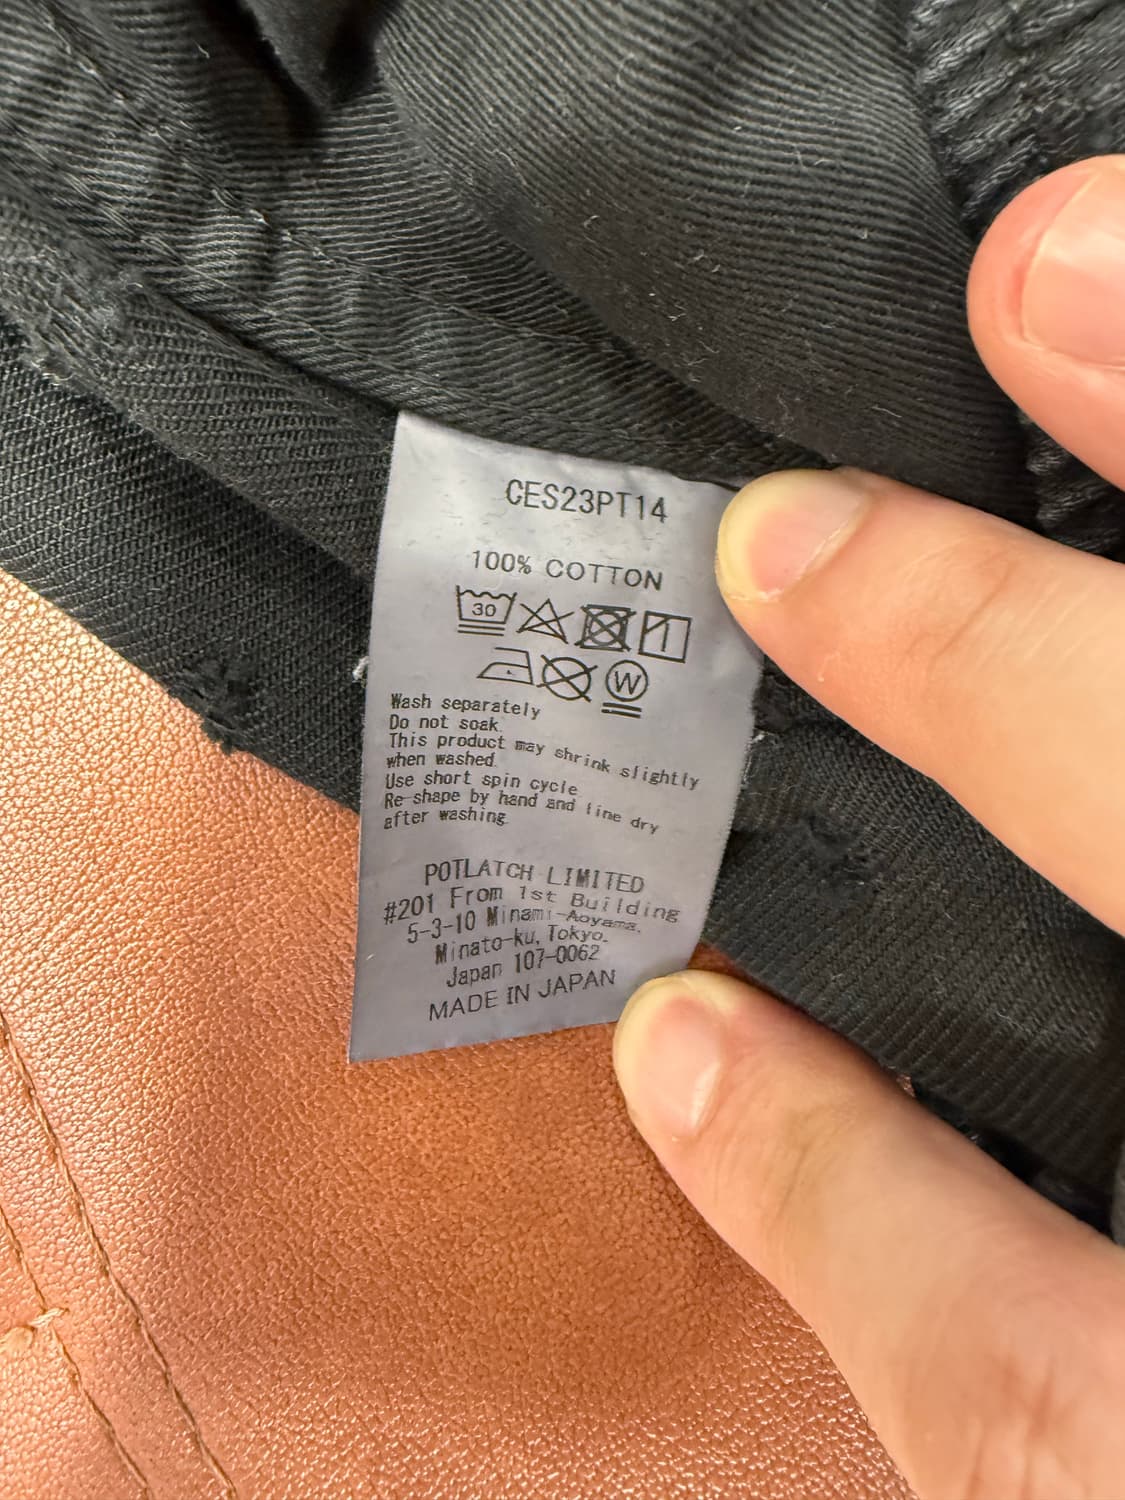 CES23PT14
100% COTTON
30
W
Wash separately
Do not soak.
This product may shrink slightly
when washed.
Use short spin cycle
Re-shape by hand and line dry
after washing.
POTLATCH LIMITED
#201 From 1st Building
5-3-10 Minami-Aoyama,
Minato-ku, Tokyo,
Japan 107-0062
MADE IN JAPAN